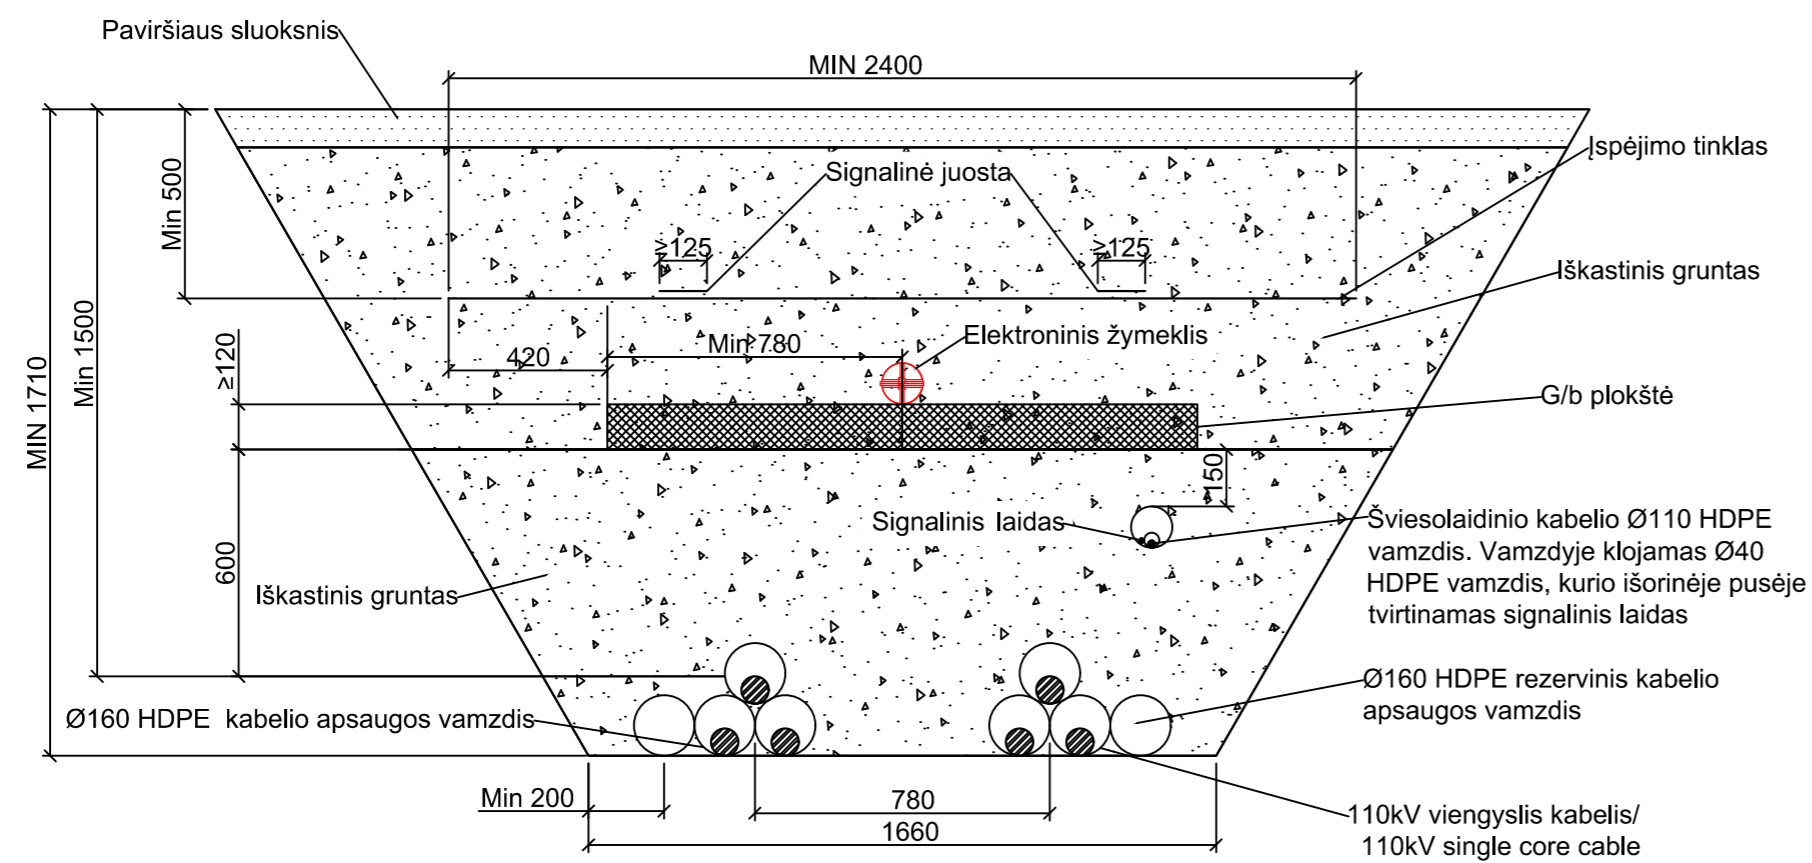 Paviršiaus sluoksnis
MIN 2400
Įspėjimo tinklas
Signalinė juosta
Min 500
≥125
≥125
Iškastinis gruntas
Min 1500
MIN 1710
≥120
420
Min 780
Elektroninis žymeklis
G/b plokštė
150
Signalinis laidas
Šviesolaidinio kabelio Ø110 HDPE
vamzdis. Vamzdyje klojamas Ø40
HDPE vamzdis, kurio išorinėje pusėje
tvirtinamas signalinis laidas
600
Iškastinis gruntas
Ø160 HDPE rezervinis kabelio
apsaugos vamzdis
Ø160 HDPE kabelio apsaugos vamzdis
Min 200
780
1660
110kV viengyslis kabelis/
110kV single core cable